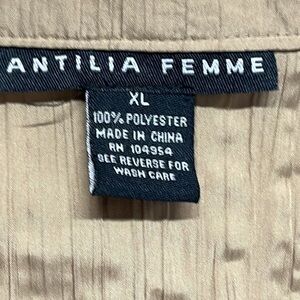 ANTILIA FEMME
XL
100% POLYESTER
MADE IN CHINA
RN 104954
SEE REVERSE FOR
WASH CARE